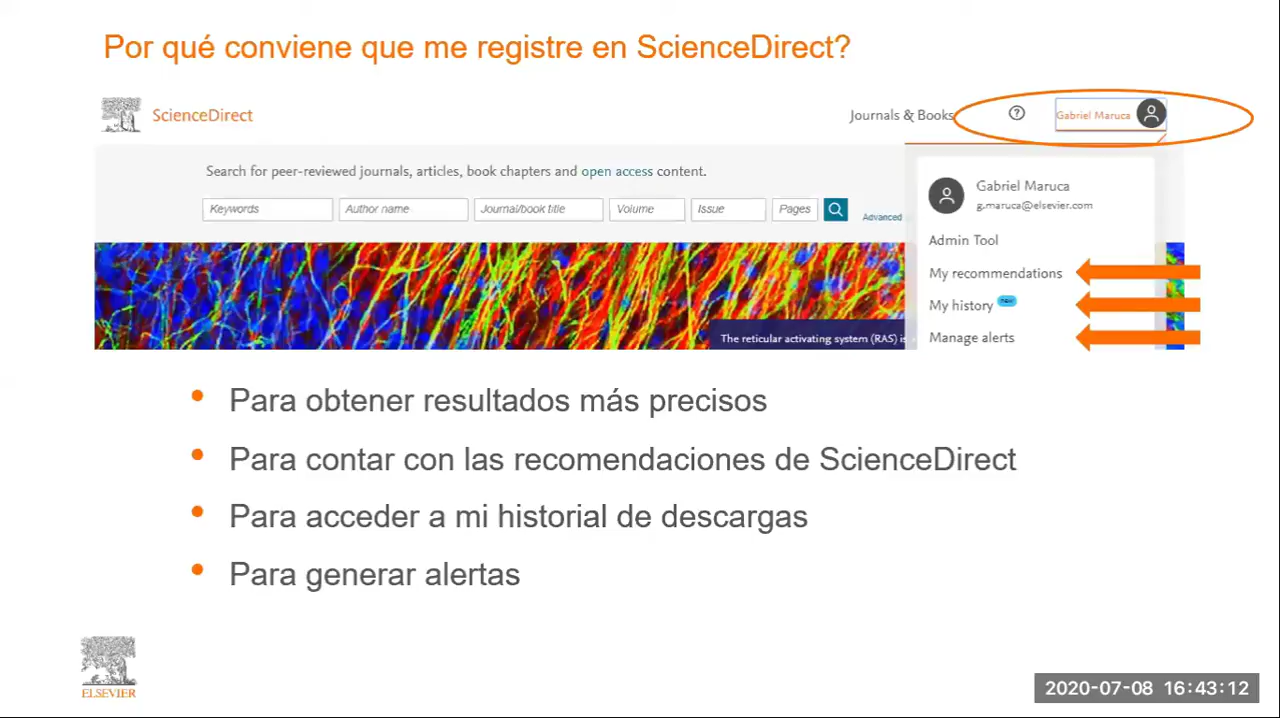 Por qué conviene que me registre en ScienceDirect?
ScienceDirect
Journals & Books
?
Gabriel Maruca
Search for peer-reviewed journals, articles, book chapters and open access content.
Keywords
Author name
Journal/book title
Volume
Issue
Pages
Advanced
Gabriel Maruca
g.maruca@elsevier.com
Admin Tool
My recommendations
My history new
Manage alerts
The reticular activating system (RAS) is
• Para obtener resultados más precisos
• Para contar con las recomendaciones de ScienceDirect
• Para acceder a mi historial de descargas
• Para generar alertas
ELSEVIER
2020-07-08 16:43:12